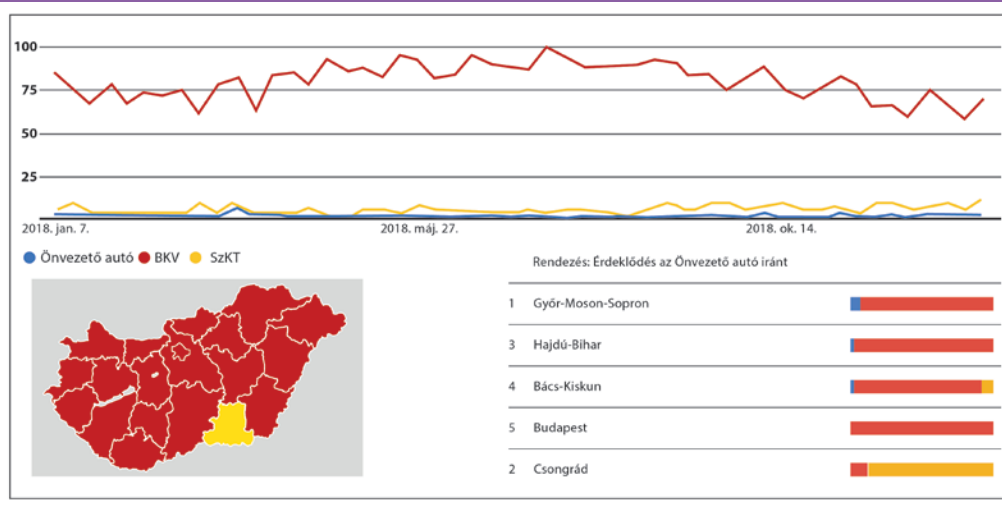 100
75
50
25
2018. jan. 7.
2018. máj. 27.
2018. ok. 14.
Önvezető autó BKV SzKT
Rendezés: Érdeklődés az Önvezető autó iránt
1 Győr-Moson-Sopron
3 Hajdú-Bihar
4 Bács-Kiskun
5 Budapest
2 Csongrád